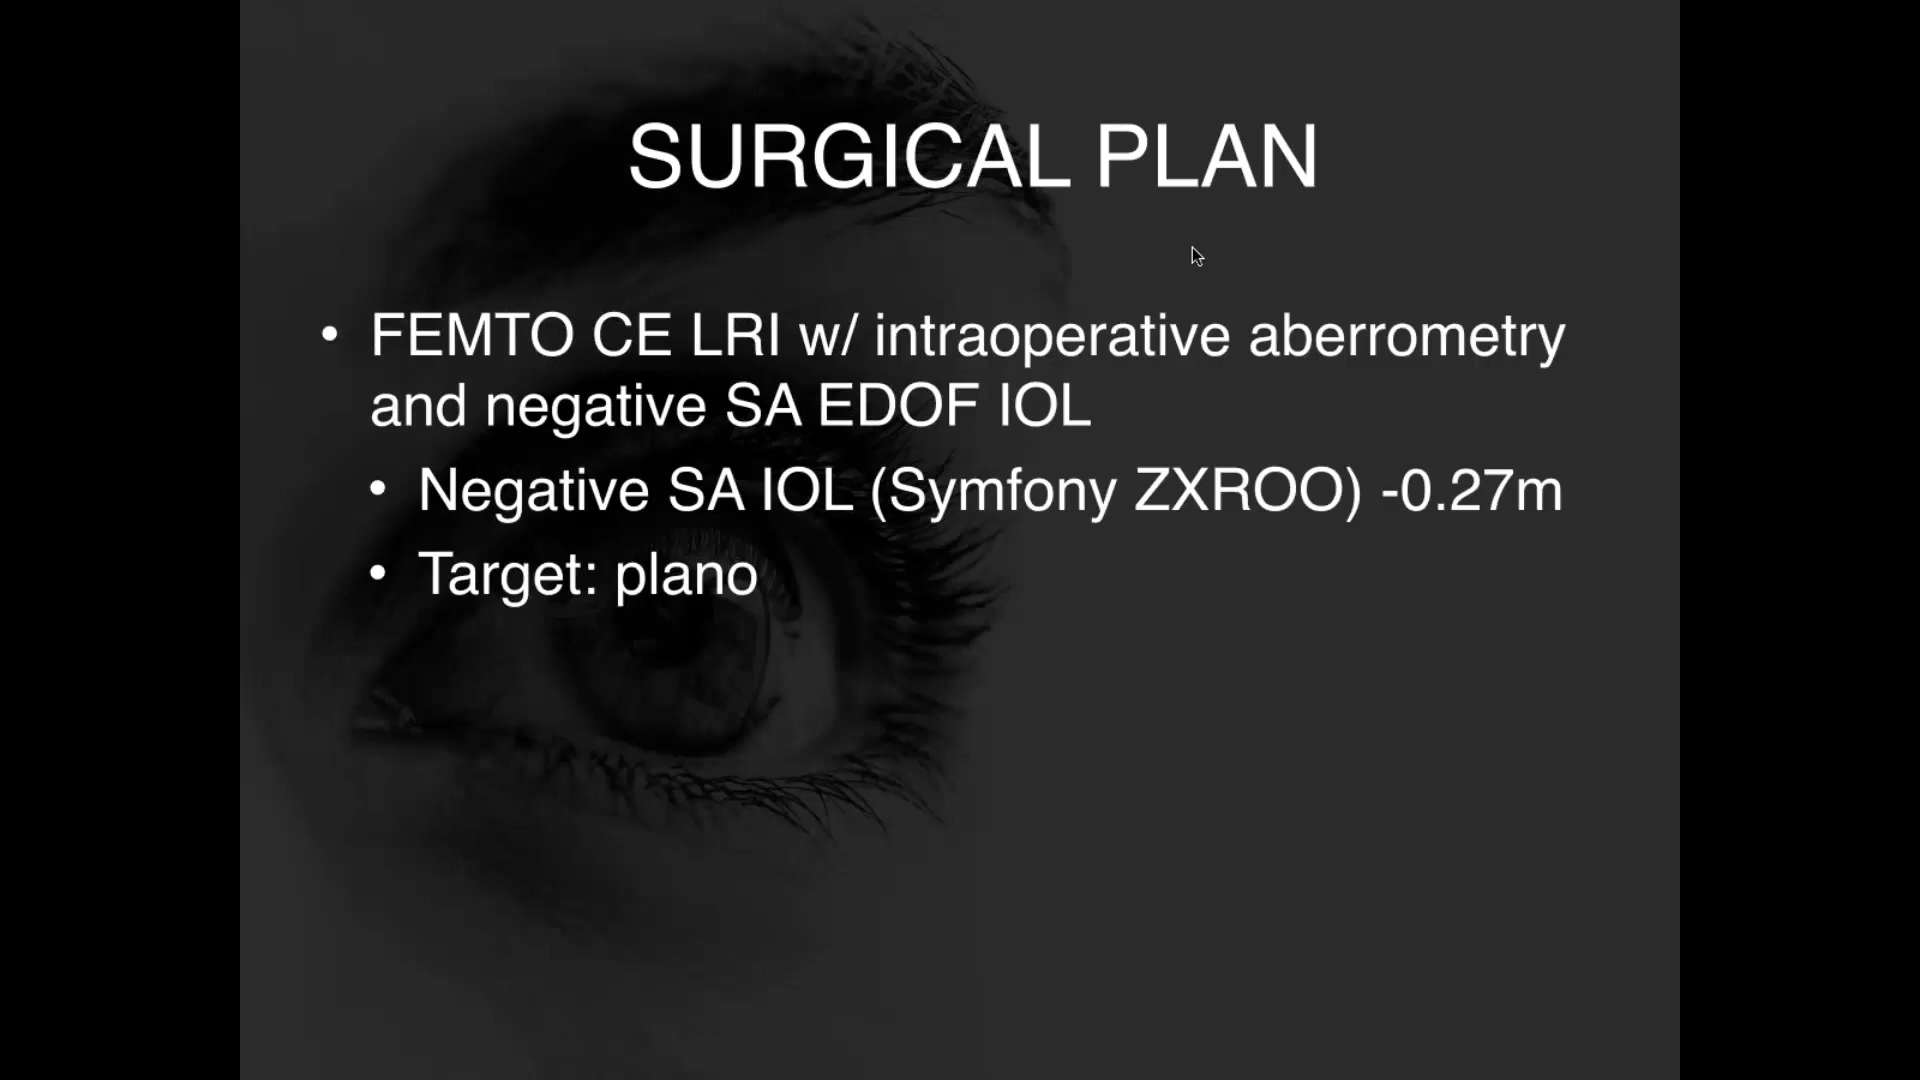 SURGICAL PLAN
• FEMTO CE LRI w/ intraoperative aberrometry
and negative SA EDOF IOL
• Negative SA IOL (Symfony ZXROO) -0.27m
• Target: plano